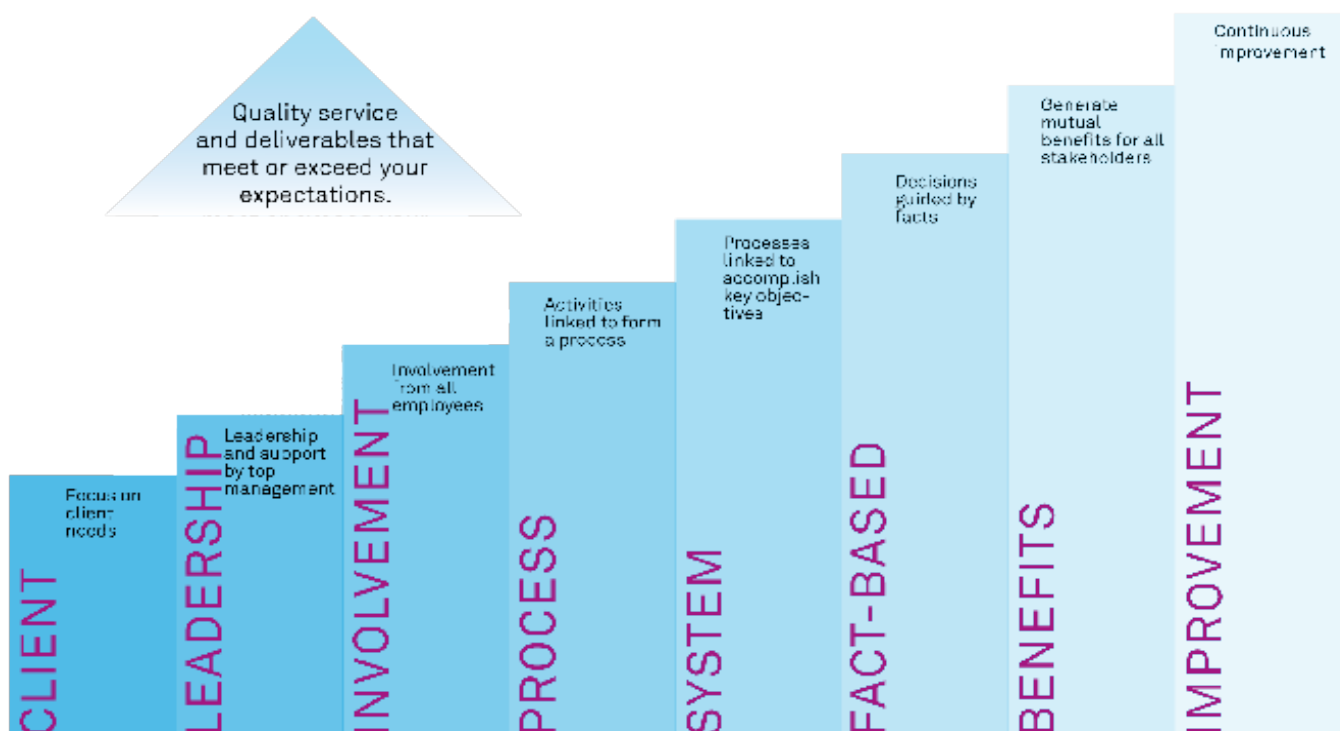 Quality service
and deliverables that
meet or exceed your
expectations.
Focus on
client
needs
CLIENT
Leadership
and support
by top
management
LEADERSHIP
Involvement
from all
employees
INVOLVEMENT
Activities
linked to form
a process
PROCESS
Processes
linked to
accomplish
key objec-
tives
SYSTEM
Decisions
guided by
facts
FACT-BASED
Generate
mutual
benefits for all
stakeholders
BENEFITS
Continuous
improvement
IMPROVEMENT